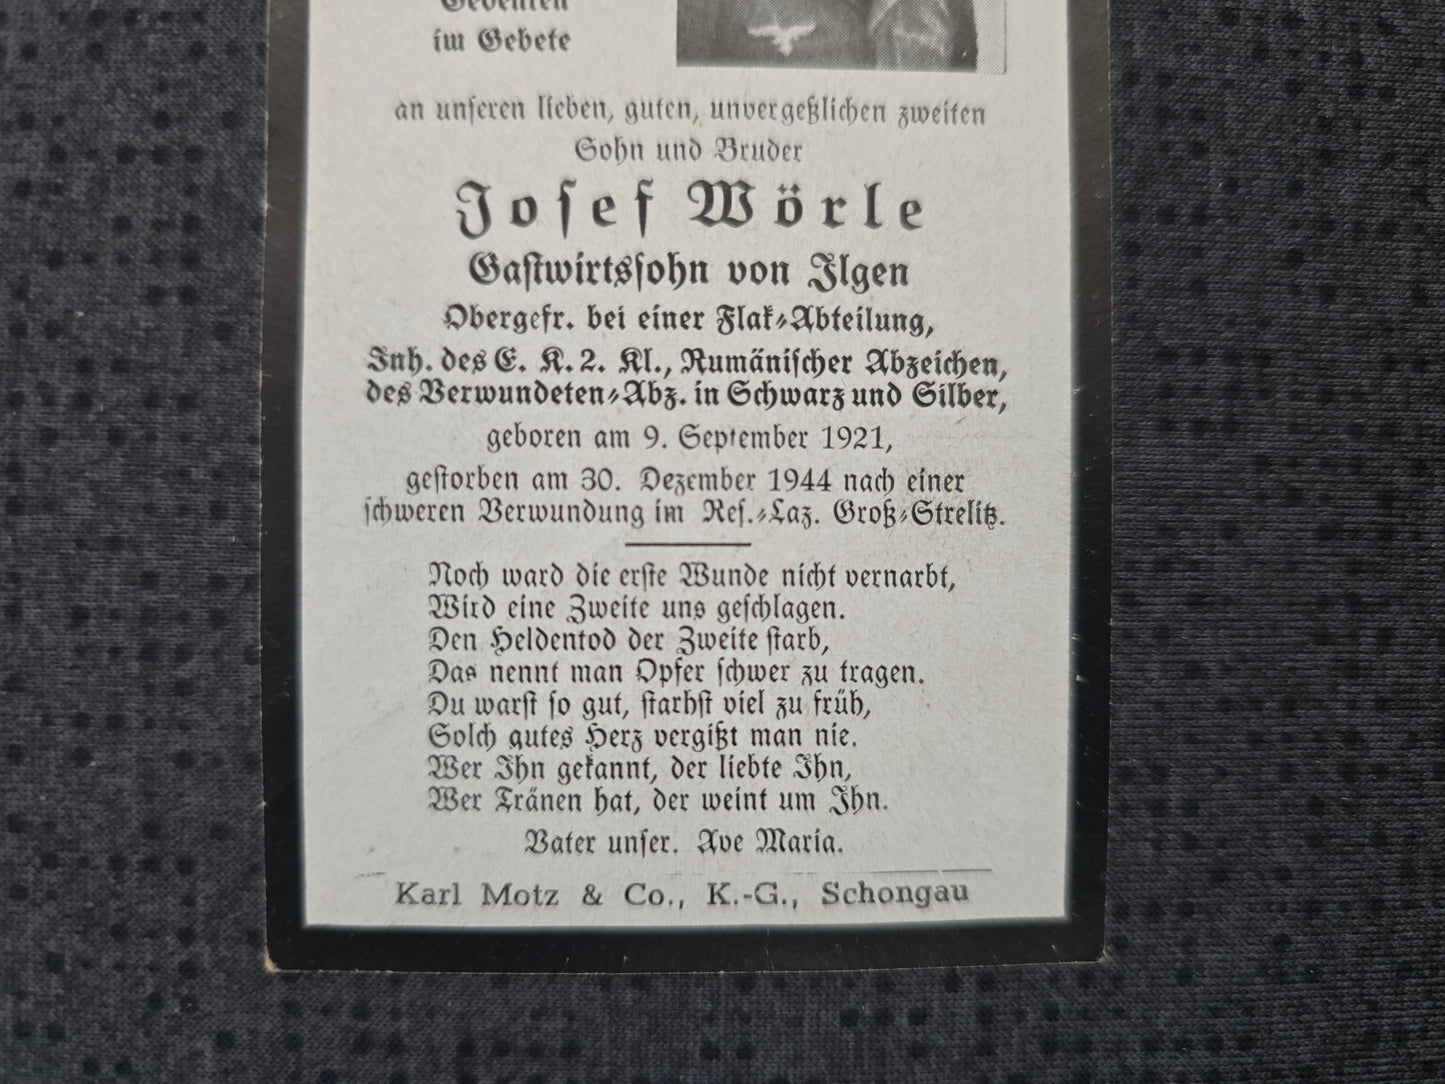 Gedenken
im Gebete
an unseren lieben, guten, unvergeßlichen zweiten
Sohn und Bruder
Josef Wörle
Gastwirtssohn von Ilgen
Obergefr. bei einer Flak-Abteilung,
Inh. des E. K. 2. Kl., Rumänischer Abzeichen,
des Verwundeten-Abz. in Schwarz und Silber,
geboren am 9. September 1921,
gestorben am 30. Dezember 1944 nach einer
schweren Verwundung im Res.-Laz. Groß-Strelitz.
Noch ward die erste Wunde nicht vernarbt,
Wird eine Zweite uns geschlagen.
Den Heldentod der Zweite starb,
Das nennt man Opfer schwer zu tragen.
Du warst so gut, starbst viel zu früh,
Solch gutes Herz vergißt man nie.
Wer Ihn gekannt, der liebte Ihn,
Wer Tränen hat, der weint um Ihn.
Vater unser. Ave Maria.
Karl Motz & Co., K.-G., Schongau